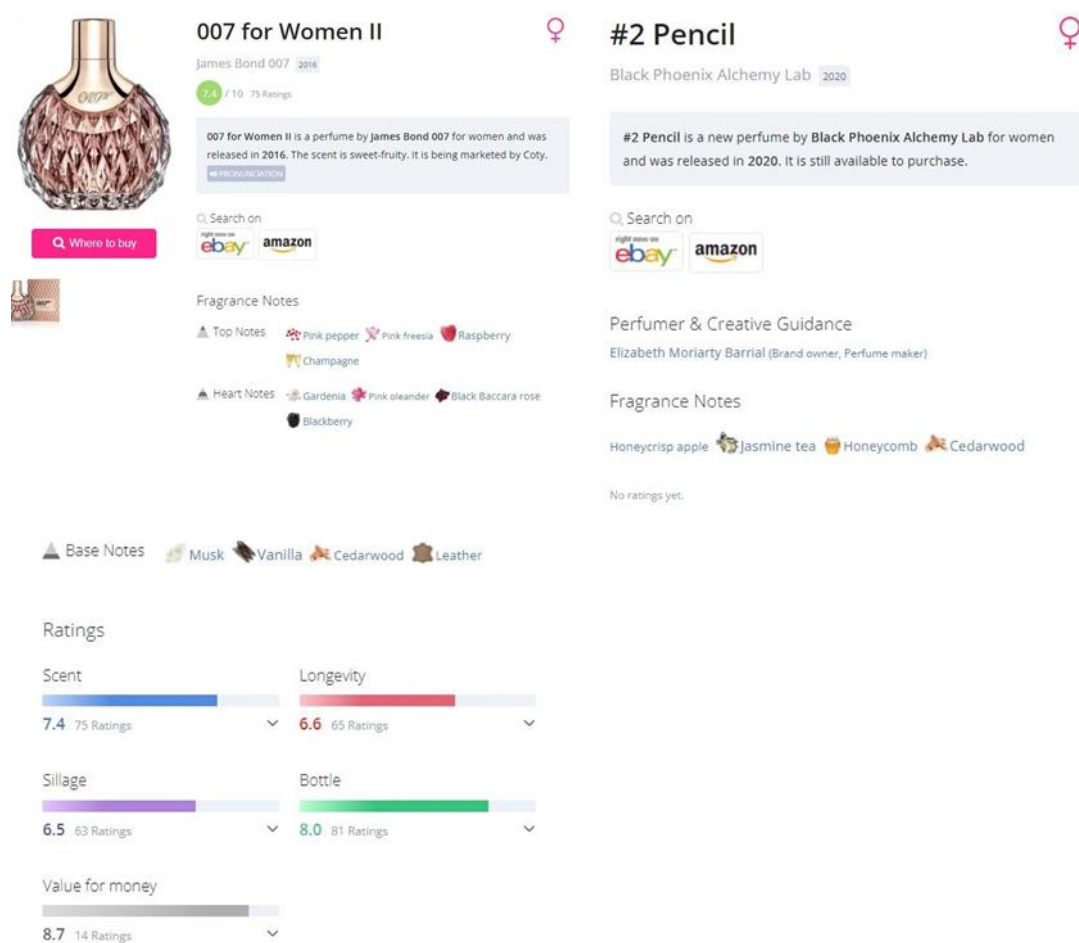 007 for Women II
James Bond 007 2016
7.4 / 10 75 Ratings
007 for Women II is a perfume by James Bond 007 for women and was
released in 2016. The scent is sweet-fruity. It is being marketed by Coty.
PRONUNCIATION
Search on
right now on
ebay amazon
Where to buy
007
007
Fragrance Notes
Top Notes Pink pepper Pink freesia Raspberry
Champagne
Heart Notes Gardenia Pink oleander Black Baccara rose
Blackberry
Base Notes Musk Vanilla Cedarwood Leather
Ratings
Scent Longevity
7.4 75 Ratings 6.6 65 Ratings
Sillage Bottle
6.5 63 Ratings 8.0 81 Ratings
Value for money
8.7 14 Ratings
#2 Pencil
Black Phoenix Alchemy Lab 2020
#2 Pencil is a new perfume by Black Phoenix Alchemy Lab for women
and was released in 2020. It is still available to purchase.
Search on
right now on
ebay amazon
Perfumer & Creative Guidance
Elizabeth Moriarty Barrial (Brand owner, Perfume maker)
Fragrance Notes
Honeycrisp apple Jasmine tea Honeycomb Cedarwood
No ratings yet.